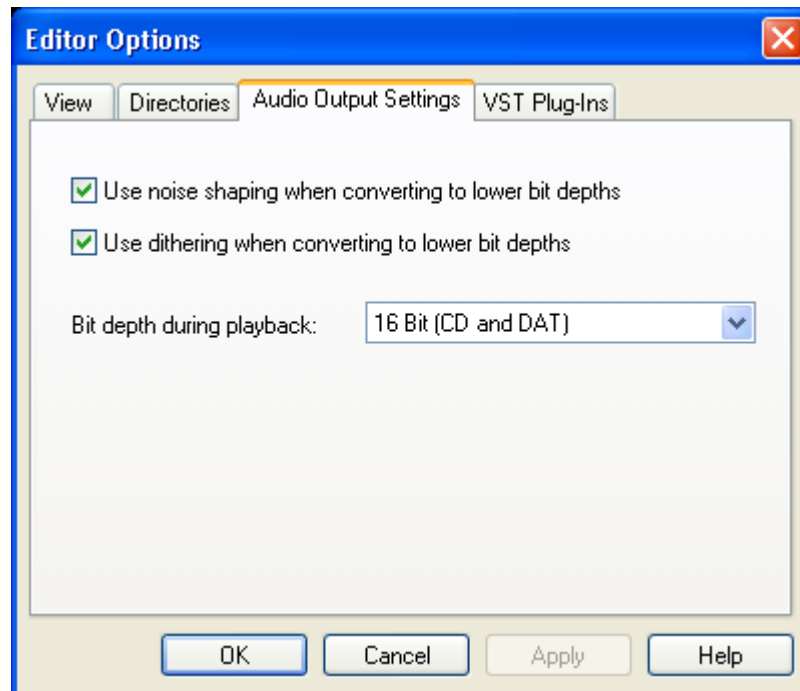 Editor Options
View Directories Audio Output Settings VST Plug-Ins
Use noise shaping when converting to lower bit depths
Use dithering when converting to lower bit depths
Bit depth during playback: 16 Bit (CD and DAT)
OK Cancel Apply Help